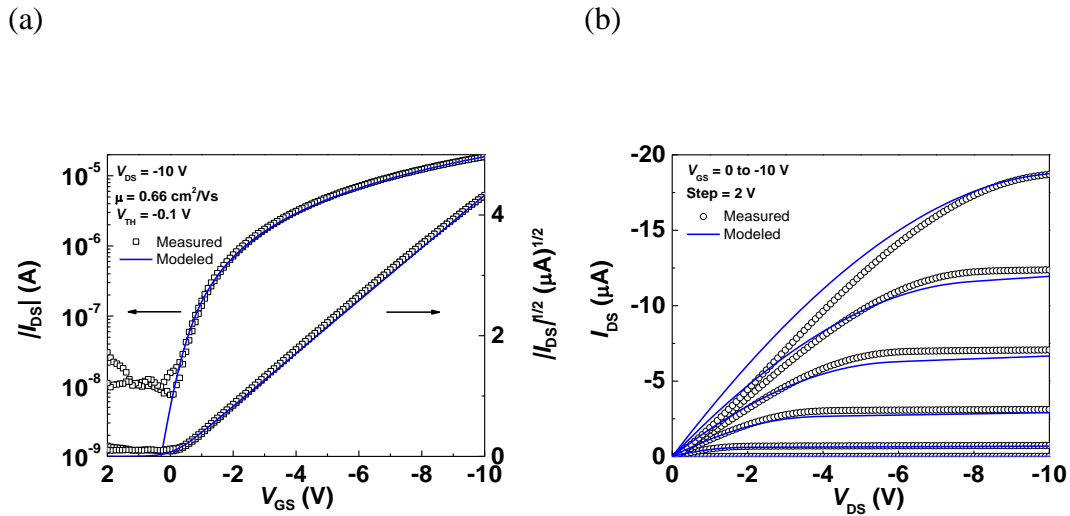 (a)
V_DS = -10 V
μ = 0.66 cm²/Vs
V_TH = -0.1 V
Measured
Modeled
10⁻⁵
10⁻⁶
10⁻⁷
10⁻⁸
10⁻⁹
|I_DS| (A)
4
2
0
|I_DS|^1/2 (μA)^1/2
2 0 -2 -4 -6 -8 -10
V_GS (V)
(b)
V_GS = 0 to -10 V
Step = 2 V
Measured
Modeled
-20
-15
-10
-5
0
I_DS (μA)
0 -2 -4 -6 -8 -10
V_DS (V)